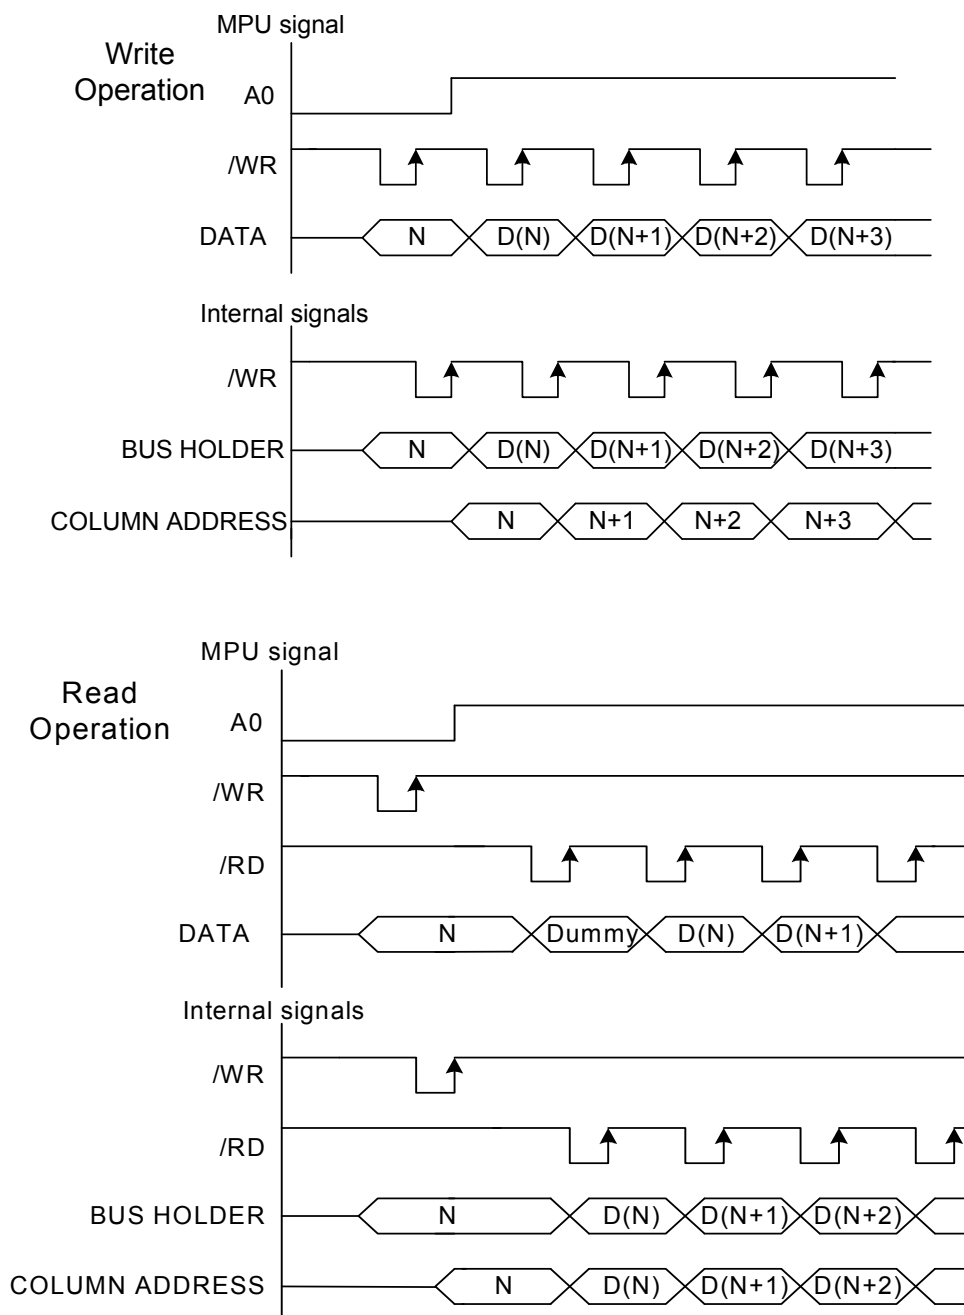 MPU signal
Write
Operation
A0
/WR
DATA N D(N) D(N+1) D(N+2) D(N+3)
Internal signals
/WR
BUS HOLDER N D(N) D(N+1) D(N+2) D(N+3)
COLUMN ADDRESS N N+1 N+2 N+3
MPU signal
Read
Operation
A0
/WR
/RD
DATA N Dummy D(N) D(N+1)
Internal signals
/WR
/RD
BUS HOLDER N D(N) D(N+1) D(N+2)
COLUMN ADDRESS N D(N) D(N+1) D(N+2)